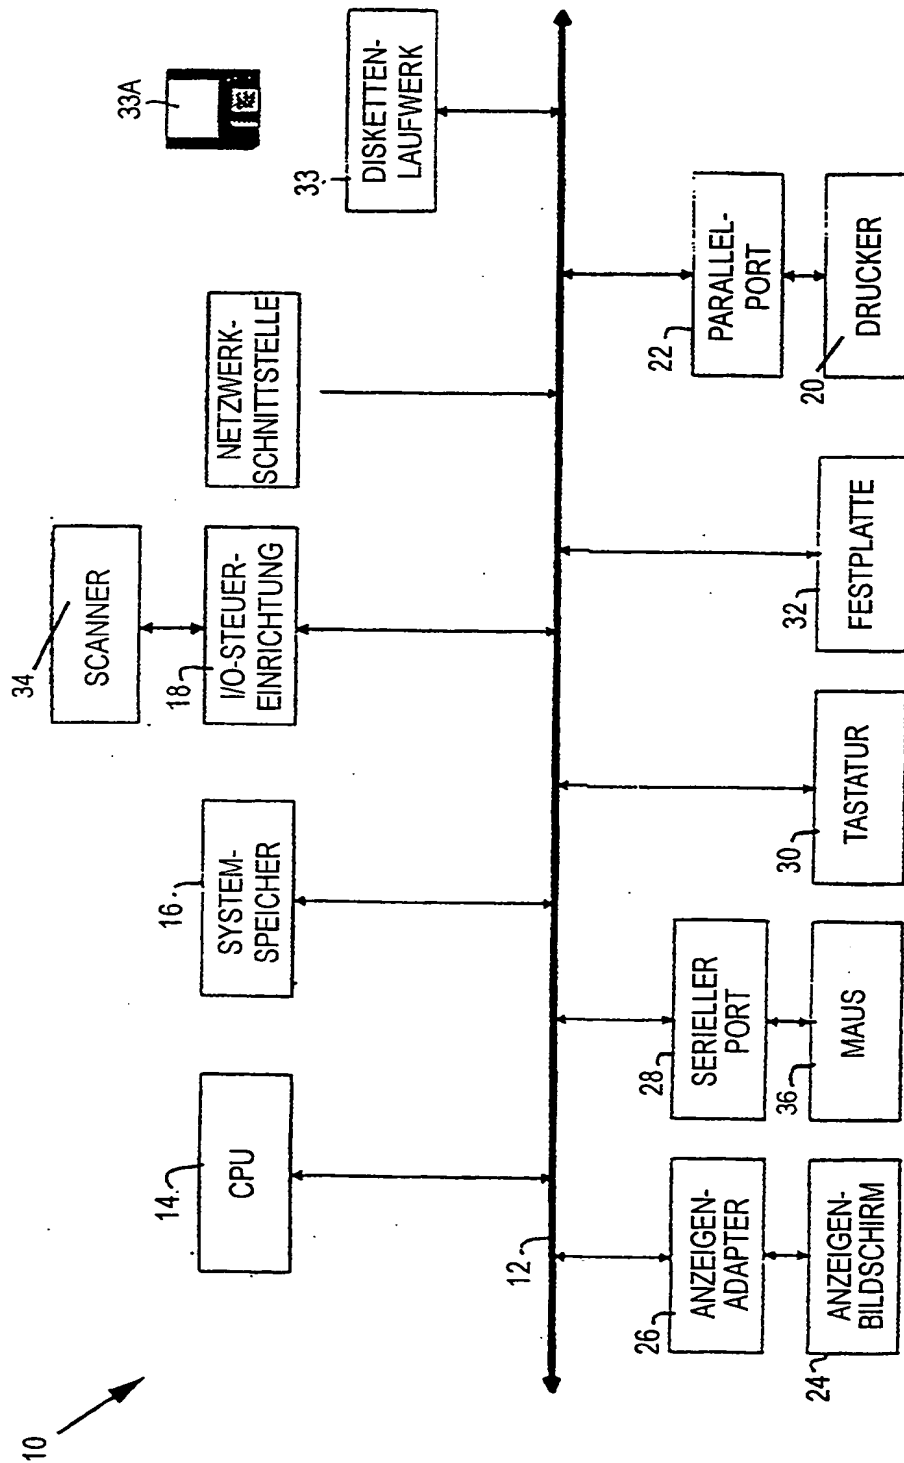 10
33A
34
SCANNER
14
CPU
16
SYSTEM-
SPEICHER
18
I/O-STEUER-
EINRICHTUNG
NETZWERK-
SCHNITTSTELLE
33
DISKETTEN-
LAUFWERK
12
26
ANZEIGEN-
ADAPTER
28
SERIELLER
PORT
22
PARALLEL-
PORT
24
ANZEIGEN-
BILDSCHIRM
36
MAUS
30
TASTATUR
32
FESTPLATTE
20
DRUCKER